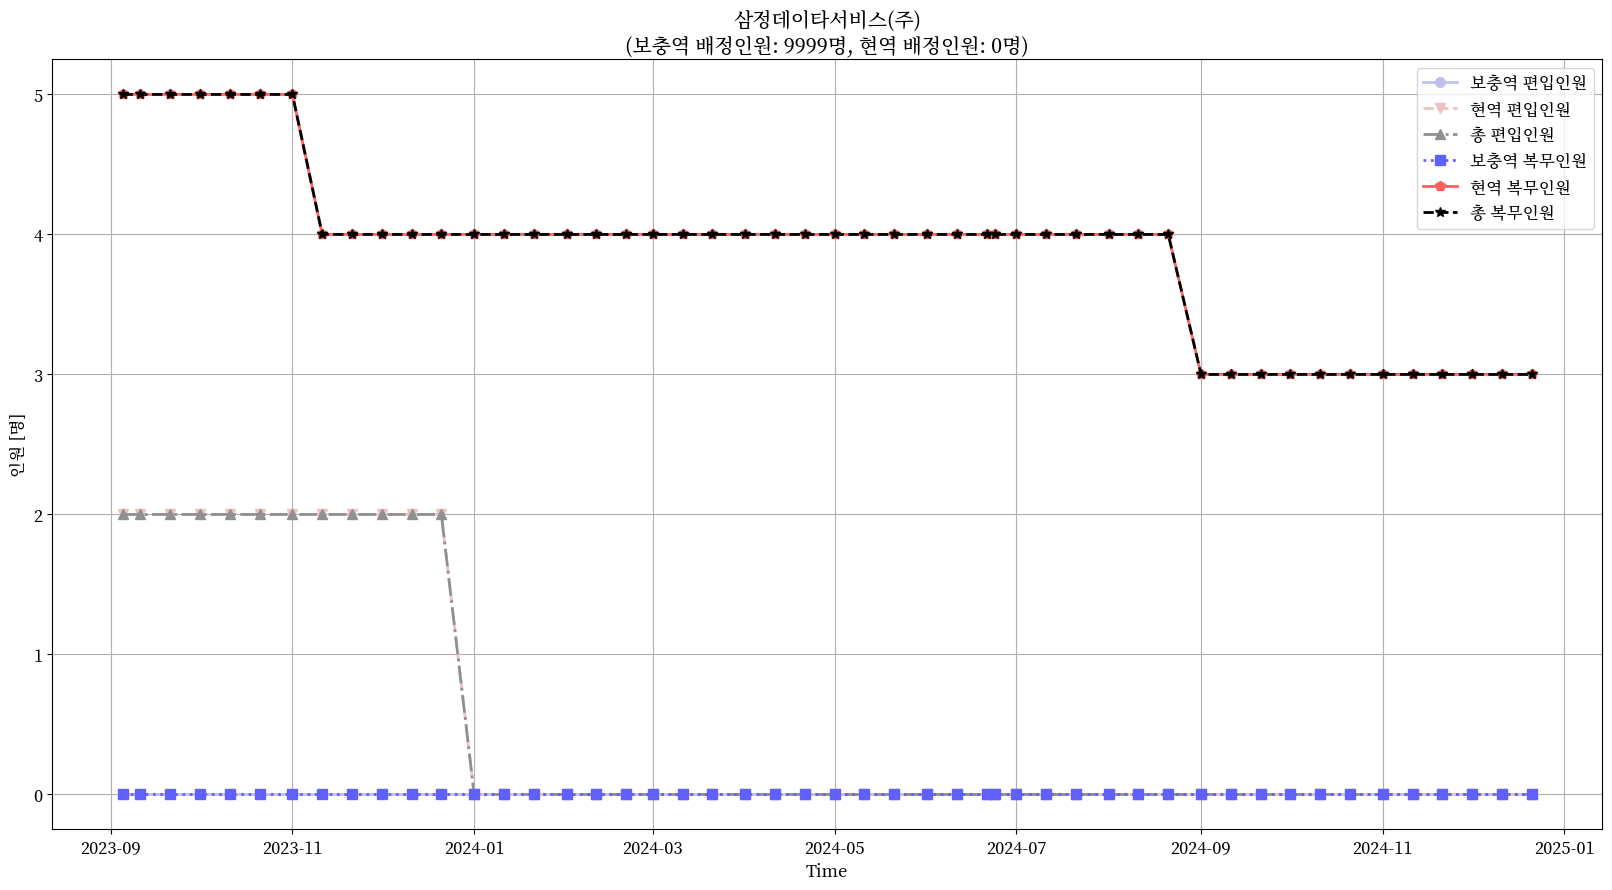 삼정데이타서비스(주)
(보충역 배정인원: 9999명, 현역 배정인원: 0명)
보충역 편입인원
현역 편입인원
총 편입인원
보충역 복무인원
현역 복무인원
총 복무인원
인원 [명]
5
4
3
2
1
0
2023-09 2023-11 2024-01 2024-03 2024-05 2024-07 2024-09 2024-11 2025-01
Time